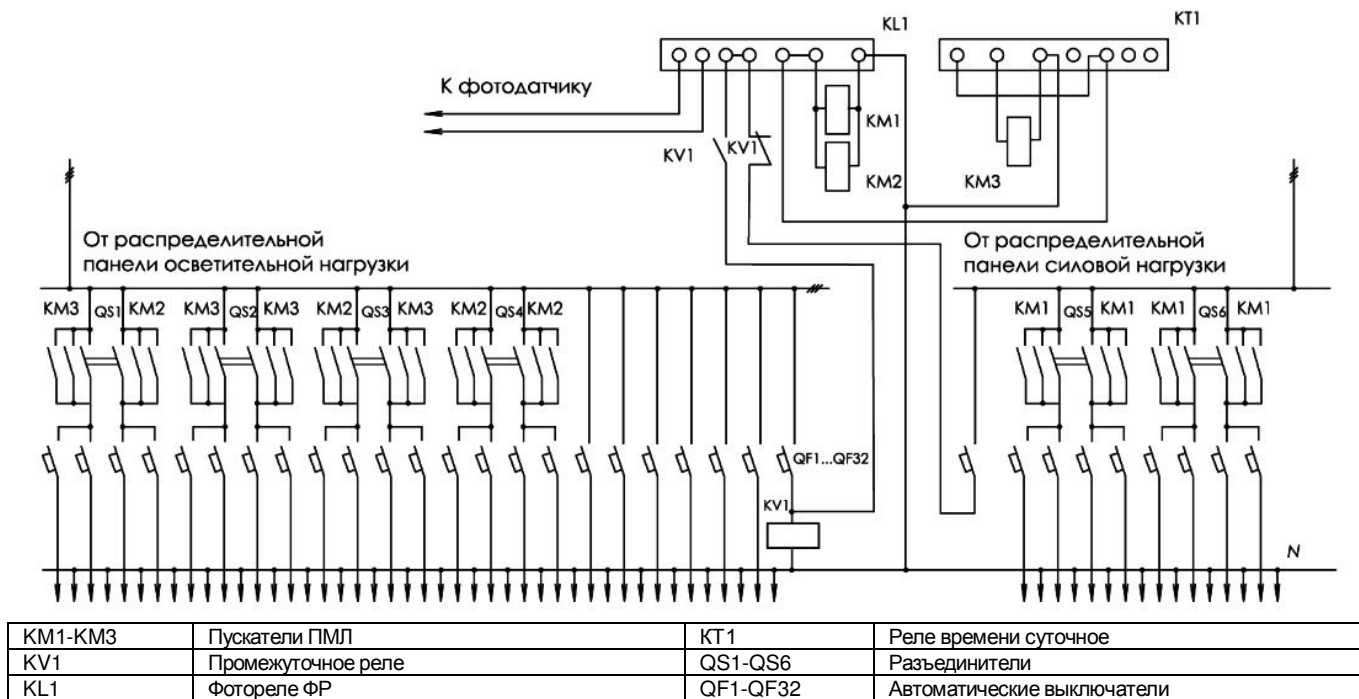 KL1
KT1
К фотодатчику
KV1
KV1
KM1
KM2
KM3
От распределительной
панели осветительной нагрузки
От распределительной
панели силовой нагрузки
KM3 QS1 KM2 KM3 QS2 KM3 KM2 QS3 KM3 KM2 QS4 KM2
KM1 QS5 KM1 KM1 QS6 KM1
QF1...QF32
KV1
N
KM1-KM3 Пускатели ПМЛ KT1 Реле времени суточное
KV1 Промежуточное реле QS1-QS6 Разъединители
KL1 Фотореле ФР QF1-QF32 Автоматические выключатели